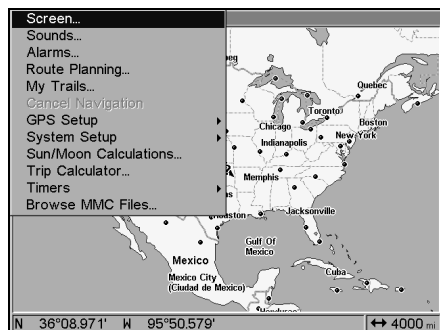 Screen...
Sounds...
Alarms...
Route Planning...
My Trails...
Cancel Navigation
GPS Setup
System Setup
Sun/Moon Calculations...
Trip Calculator...
Timers
Browse MMC Files...
Quebec
Toronto
Boston
Chicago
New York
Indianapolis
Memphis
Jacksonville
Gulf Of
Mexico
Mexico
Mexico City
(Ciudad de Mexico)
Cuba
N 36°08.971' W 95°50.579'
↔ 4000 mi